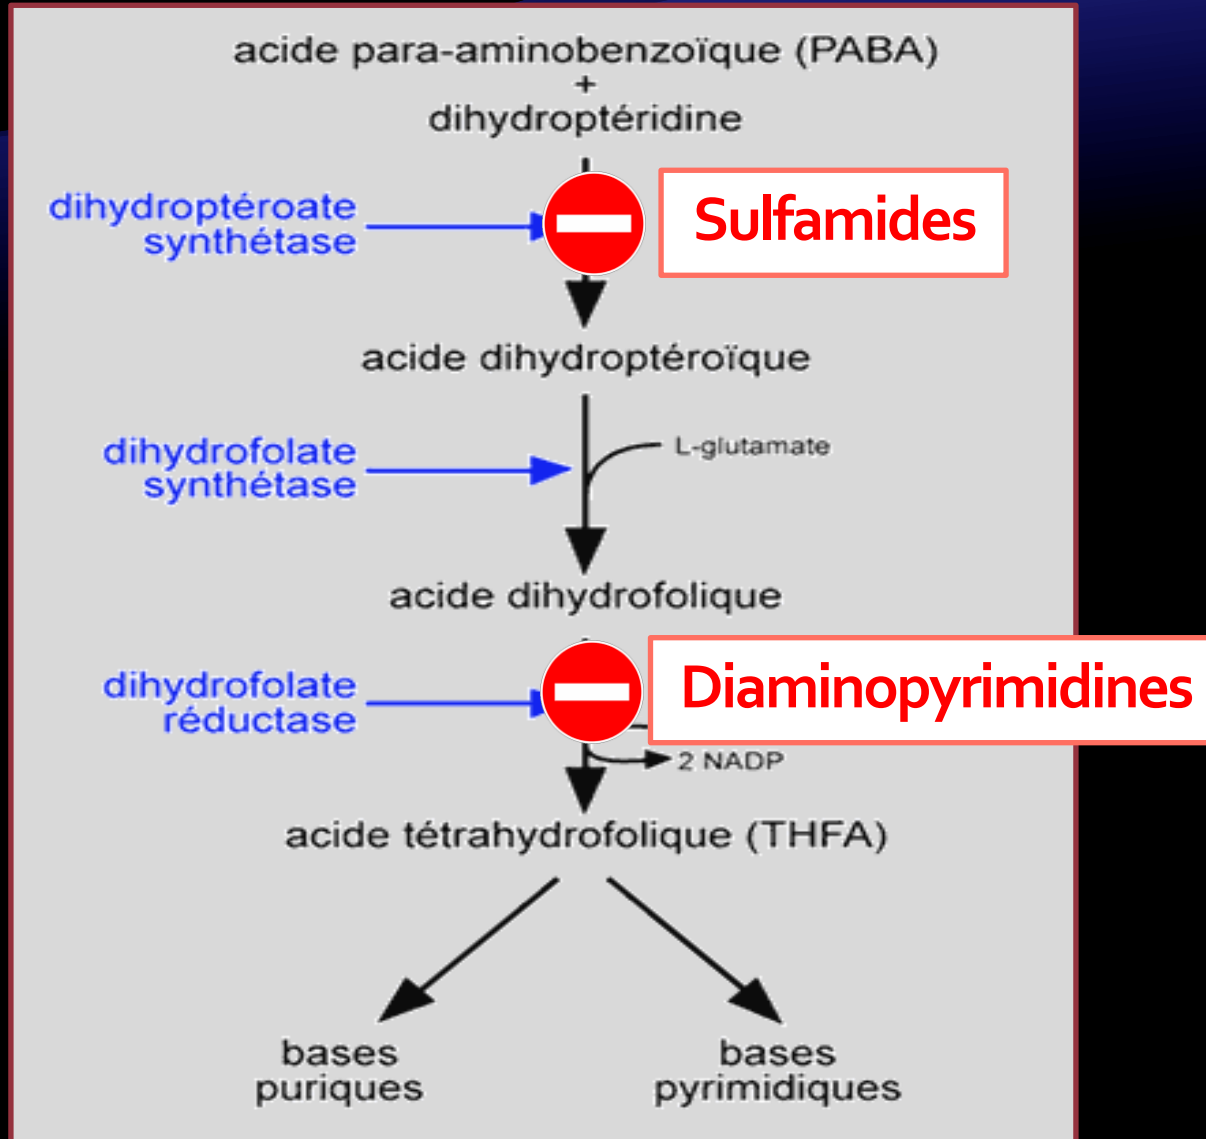 acide para-aminobenzoïque (PABA)
+
dihydroptéridine
dihydroptéroate
synthétase
Sulfamides
acide dihydroptéroïque
dihydrofolate
synthétase
L-glutamate
acide dihydrofolique
dihydrofolate
réductase
Diaminopyrimidines
2 NADP
acide tétrahydrofolique (THFA)
bases
puriques
bases
pyrimidiques